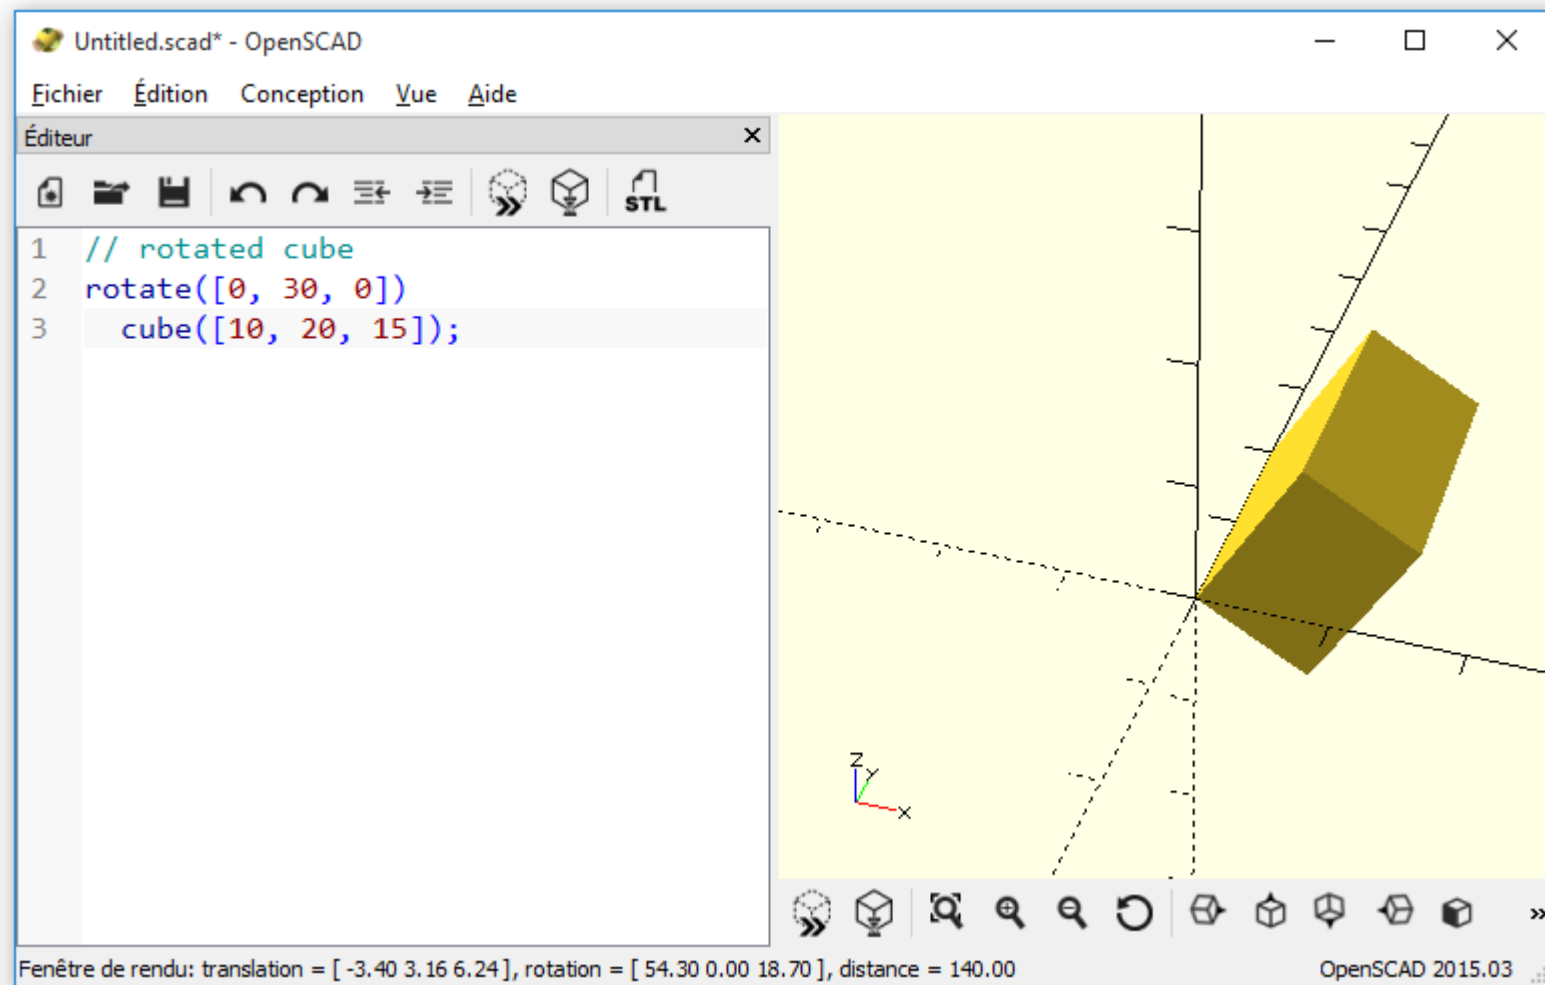 Untitled.scad* - OpenSCAD
Fichier Édition Conception Vue Aide
Éditeur
STL
1 // rotated cube
2 rotate([0, 30, 0])
3 cube([10, 20, 15]);
Z
Y
X
Fenêtre de rendu: translation = [ -3.40 3.16 6.24 ], rotation = [ 54.30 0.00 18.70 ], distance = 140.00
OpenSCAD 2015.03